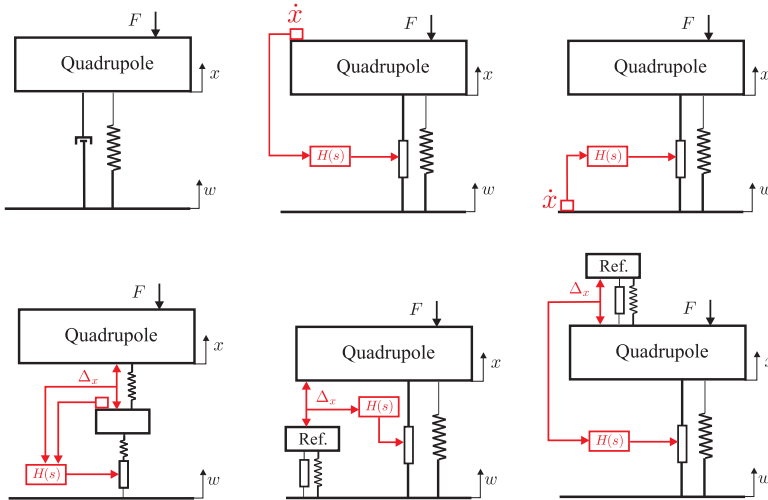 F
Quadrupole
x
w
ẋ
F
Quadrupole
x
H(s)
w
F
Quadrupole
x
H(s)
ẋ
w
F
Quadrupole
x
Δx
H(s)
w
F
Quadrupole
x
Δx
H(s)
Ref.
w
Ref.
Δx
F
Quadrupole
x
H(s)
w